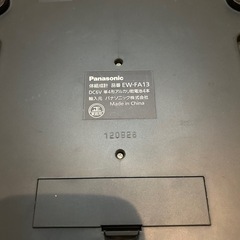 Panasonic
体組成計 品番 EW-FA13
DC6V 単4形アルカリ乾電池4本
輸入元 パナソニック株式会社
Made in China
120826